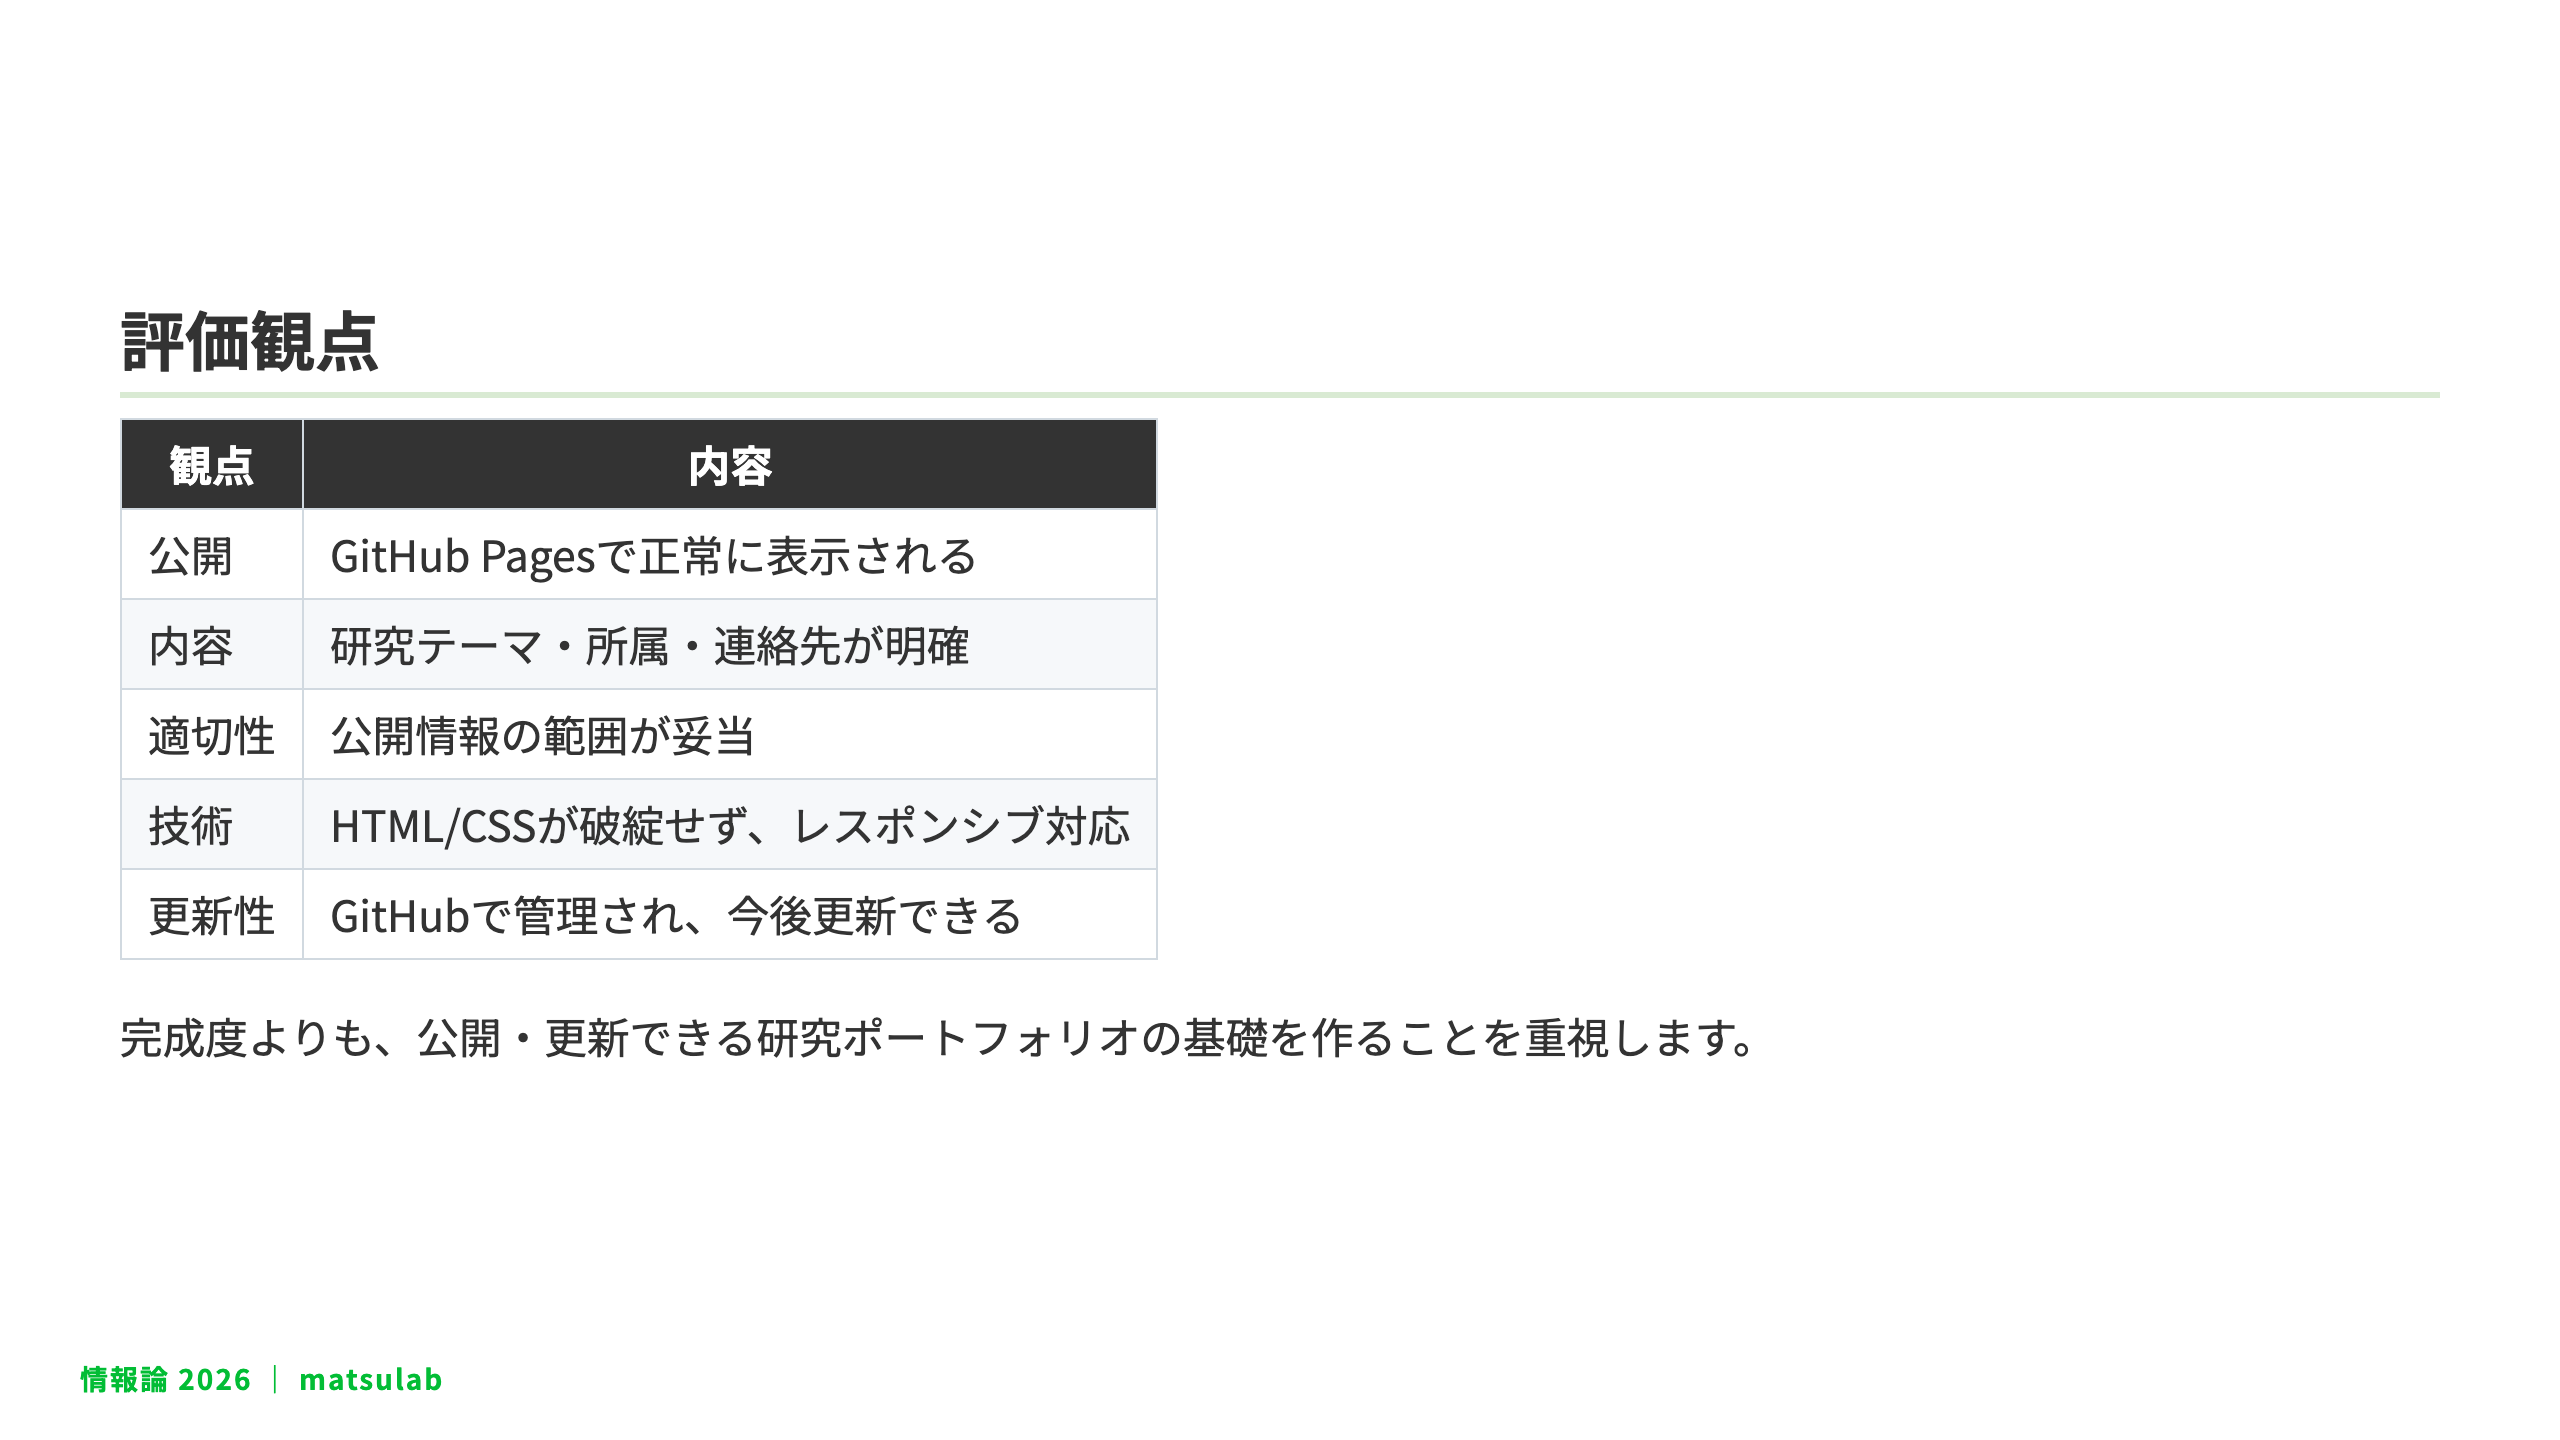 評価観点
観点 内容
公開 GitHub Pagesで正常に表示される
内容 研究テーマ・所属・連絡先が明確
適切性 公開情報の範囲が妥当
技術 HTML/CSSが破綻せず、レスポンシブ対応
更新性 GitHubで管理され、今後更新できる
完成度よりも、公開・更新できる研究ポートフォリオの基礎を作ることを重視します。
情報論 2026 ｜ matsulab